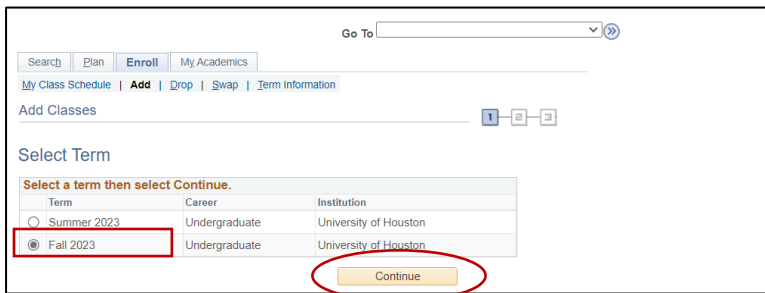 Go To
Search Plan Enroll My Academics
My Class Schedule | Add | Drop | Swap | Term Information
Add Classes
1 2 3
Select Term
Select a term then select Continue.
Term Career Institution
Summer 2023 Undergraduate University of Houston
Fall 2023 Undergraduate University of Houston
Continue